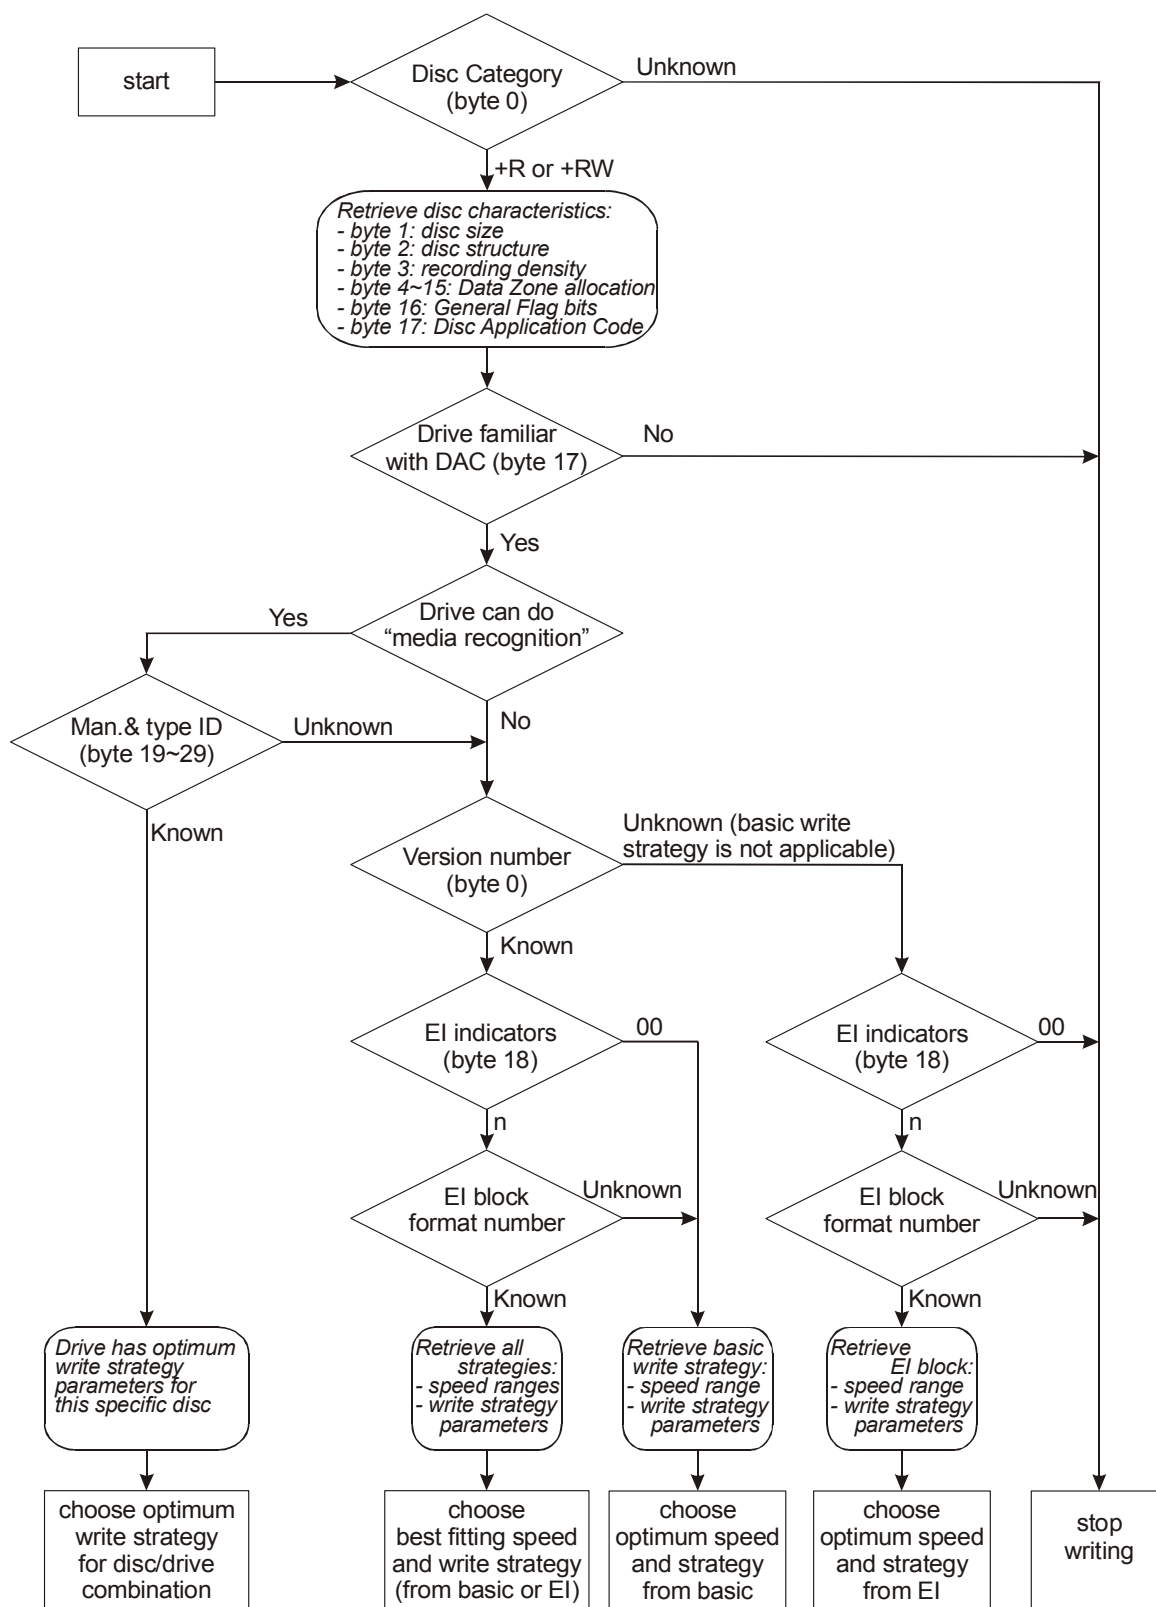 start
Disc Category
(byte 0)
Unknown
+R or +RW
Retrieve disc characteristics:
- byte 1: disc size
- byte 2: disc structure
- byte 3: recording density
- byte 4~15: Data Zone allocation
- byte 16: General Flag bits
- byte 17: Disc Application Code
Drive familiar
with DAC (byte 17)
No
Yes
Drive can do
“media recognition”
Yes
No
Man.& type ID
(byte 19~29)
Unknown
Known
Version number
(byte 0)
Unknown (basic write
strategy is not applicable)
Known
EI indicators
(byte 18)
00
n
EI indicators
(byte 18)
00
n
EI block
format number
Unknown
Known
EI block
format number
Unknown
Known
Drive has optimum
write strategy
parameters for
this specific disc
Retrieve all
strategies:
- speed ranges
- write strategy
parameters
Retrieve basic
write strategy:
- speed range
- write strategy
parameters
Retrieve
EI block:
- speed range
- write strategy
parameters
choose optimum
write strategy
for disc/drive
combination
choose
best fitting speed
and write strategy
(from basic or EI)
choose
optimum speed
and strategy
from basic
choose
optimum speed
and strategy
from EI
stop
writing